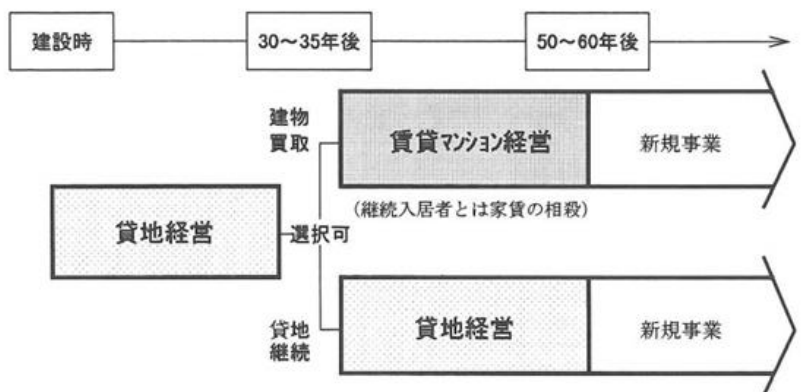 建設時
30〜35年後
50〜60年後
建物
買取
賃貸マンション経営
新規事業
(継続入居者とは家賃の相殺)
貸地経営
選択可
貸地
継続
貸地経営
新規事業